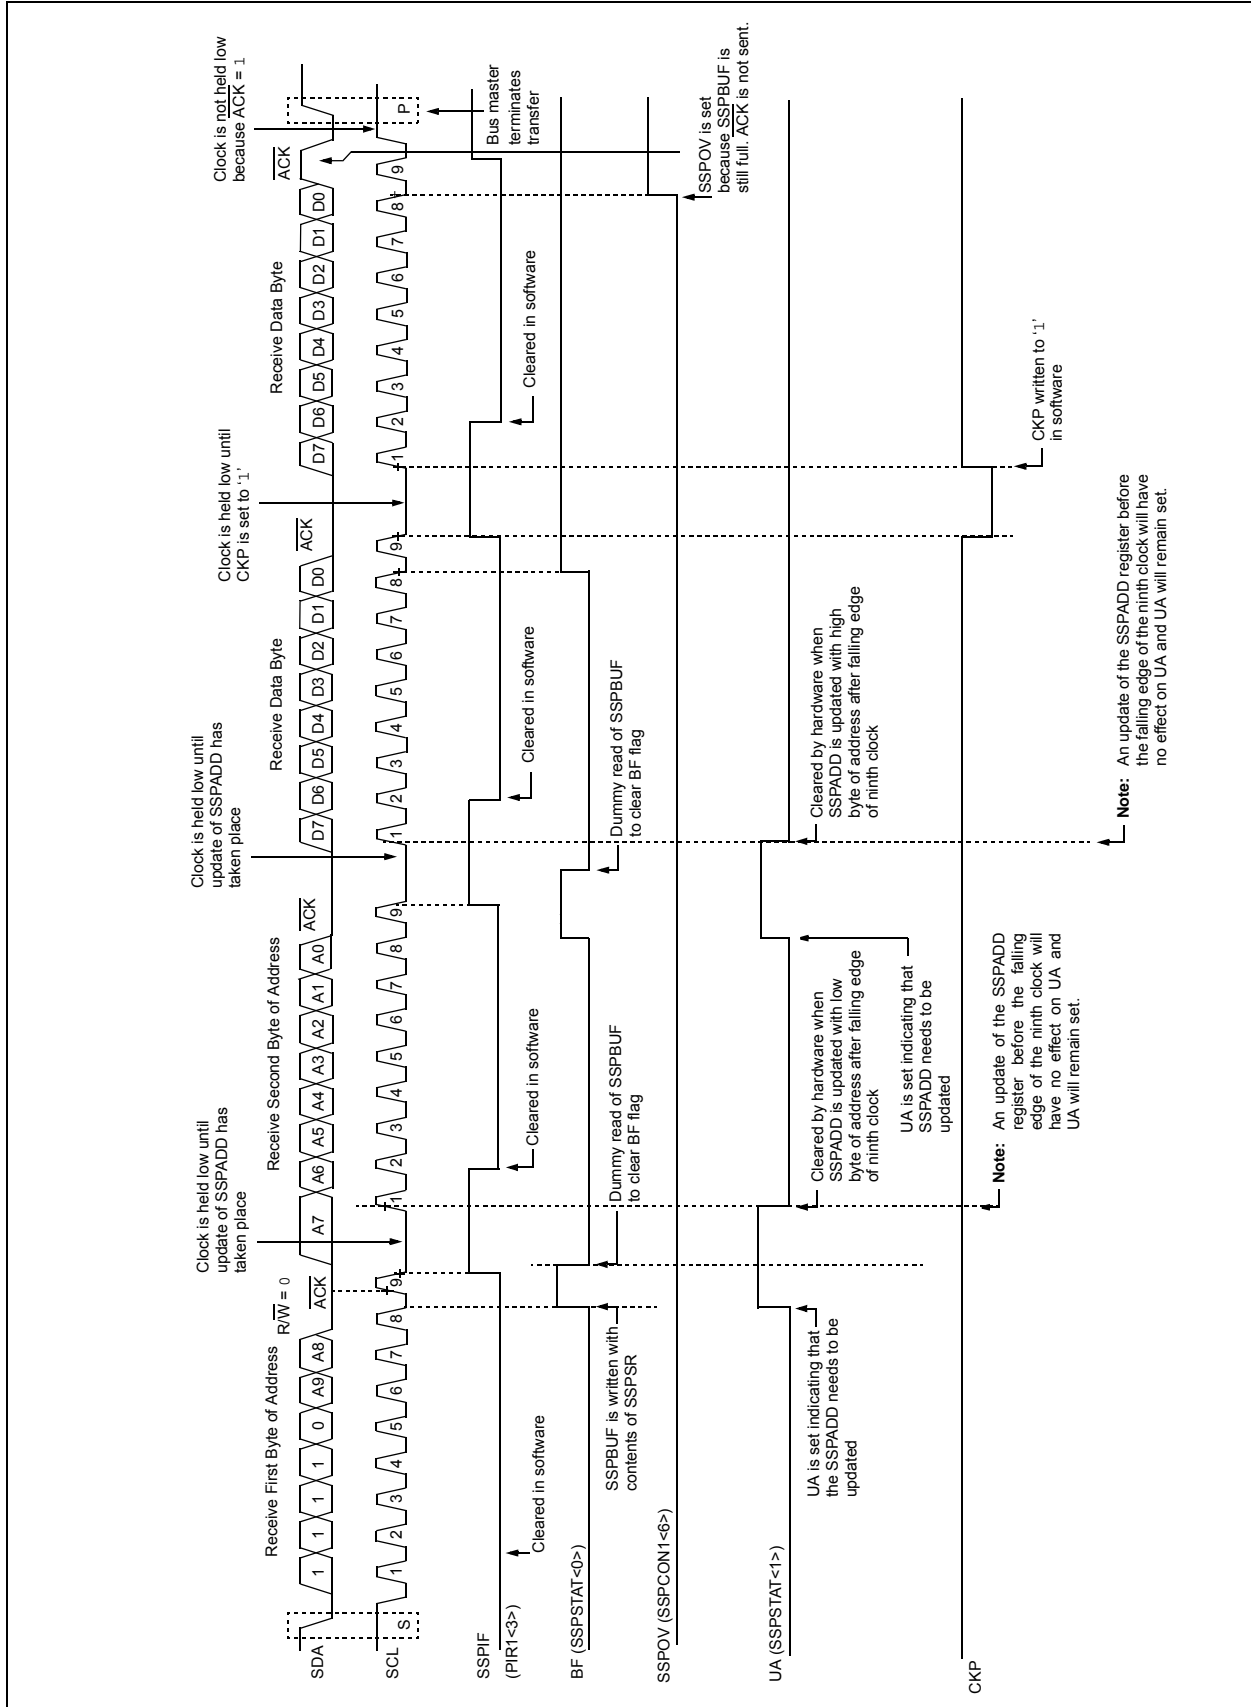 Receive First Byte of Address
R/W = 0
ACK
Clock is held low until
update of SSPADD has
taken place
Receive Second Byte of Address
ACK
Clock is held low until
update of SSPADD has
taken place
Receive Data Byte
ACK
Clock is held low until
CKP is set to ‘1’
Receive Data Byte
ACK
Clock is not held low
because ACK = 1
SDA
1 1 1 1 0 A9 A8
A7 A6 A5 A4 A3 A2 A1 A0
D7 D6 D5 D4 D3 D2 D1 D0
D7 D6 D5 D4 D3 D2 D1 D0
SCL
S
1 2 3 4 5 6 7 8 9
1 2 3 4 5 6 7 8 9
1 2 3 4 5 6 7 8 9
1 2 3 4 5 6 7 8 9
P
Bus master
terminates
transfer
SSPIF
(PIR1<3>)
Cleared in software
Cleared in software
Cleared in software
Cleared in software
BF (SSPSTAT<0>)
SSPBUF is written with
contents of SSPSR
Dummy read of SSPBUF
to clear BF flag
Dummy read of SSPBUF
to clear BF flag
SSPOV (SSPCON1<6>)
SSPOV is set
because SSPBUF is
still full. ACK is not sent.
UA (SSPSTAT<1>)
UA is set indicating that
the SSPADD needs to be
updated
Cleared by hardware when
SSPADD is updated with low
byte of address after falling edge
of ninth clock
UA is set indicating that
SSPADD needs to be
updated
Cleared by hardware when
SSPADD is updated with high
byte of address after falling edge
of ninth clock
CKP
CKP written to ‘1’
in software
Note: An update of the SSPADD
register before the falling
edge of the ninth clock will
have no effect on UA and
UA will remain set.
Note: An update of the SSPADD register before
the falling edge of the ninth clock will have
no effect on UA and UA will remain set.